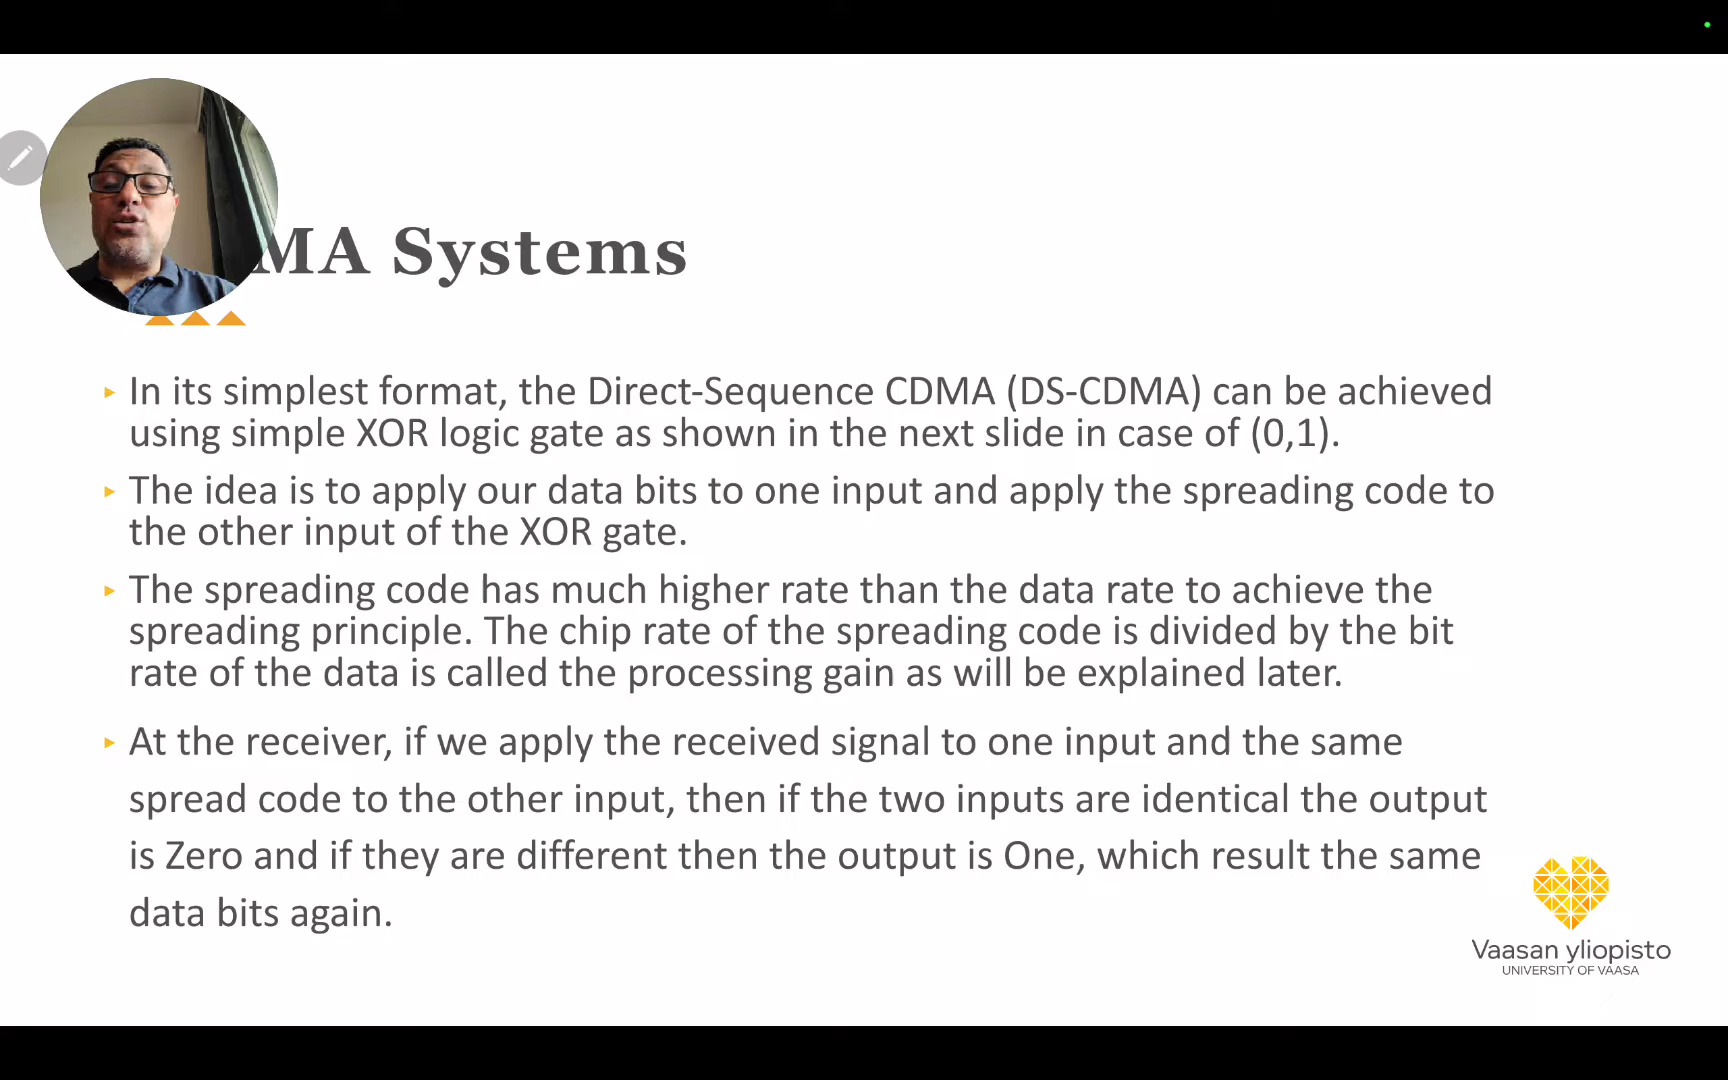 MA Systems
In its simplest format, the Direct-Sequence CDMA (DS-CDMA) can be achieved
using simple XOR logic gate as shown in the next slide in case of (0,1).
The idea is to apply our data bits to one input and apply the spreading code to
the other input of the XOR gate.
The spreading code has much higher rate than the data rate to achieve the
spreading principle. The chip rate of the spreading code is divided by the bit
rate of the data is called the processing gain as will be explained later.
At the receiver, if we apply the received signal to one input and the same
spread code to the other input, then if the two inputs are identical the output
is Zero and if they are different then the output is One, which result the same
data bits again.
Vaasan yliopisto
UNIVERSITY OF VAASA